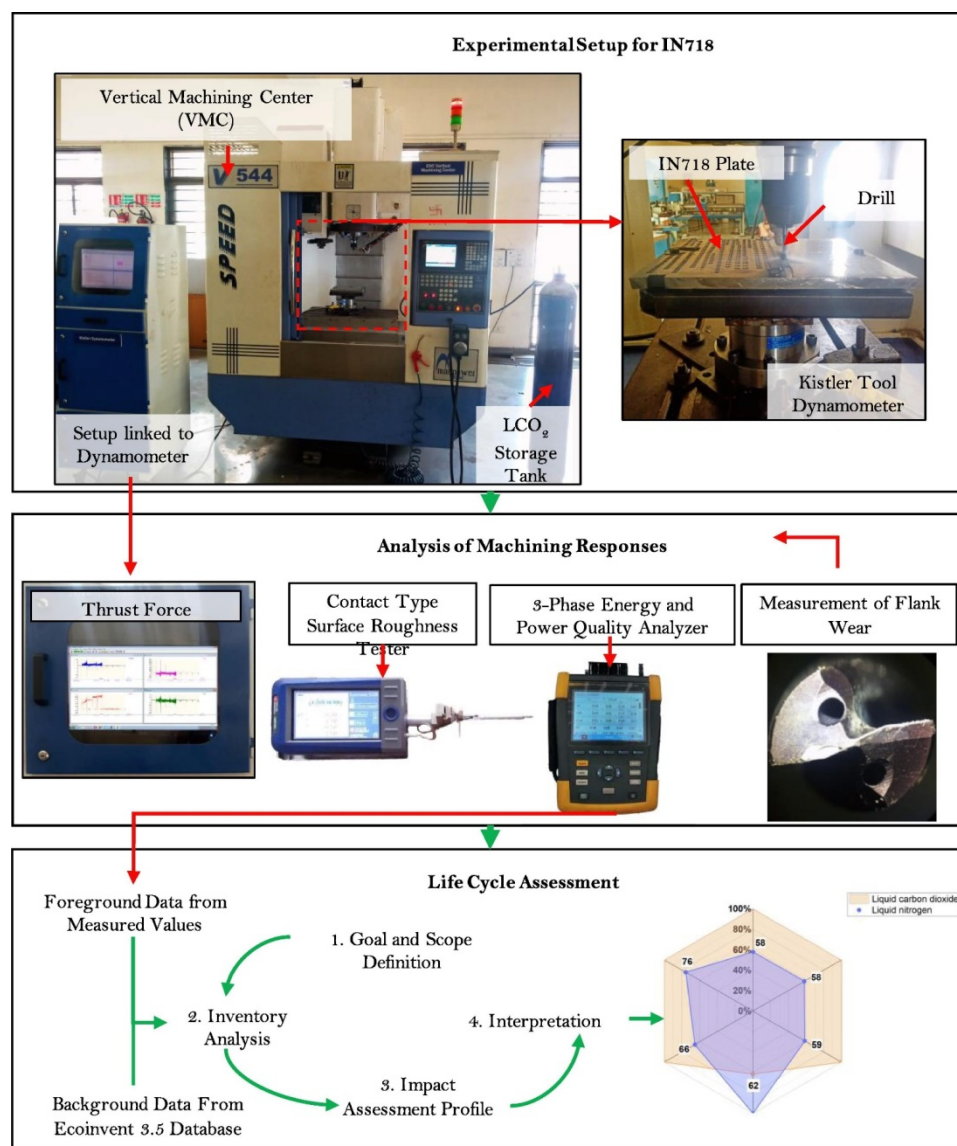 Experimental Setup for IN718
Vertical Machining Center
(VMC)
V 544
SPEED
Setup linked to
Dynamometer
LCO₂
Storage
Tank
IN718 Plate
Drill
Kistler Tool
Dynamometer
Analysis of Machining Responses
Thrust Force
Contact Type
Surface Roughness
Tester
3-Phase Energy and
Power Quality Analyzer
Measurement of Flank
Wear
Life Cycle Assessment
Foreground Data from
Measured Values
1. Goal and Scope
Definition
2. Inventory
Analysis
3. Impact
Assessment Profile
4. Interpretation
Background Data From
Ecoinvent 3.5 Database
Liquid carbon dioxide
Liquid nitrogen
100%
80%
60%
40%
20%
0%
58
58
59
62
66
76